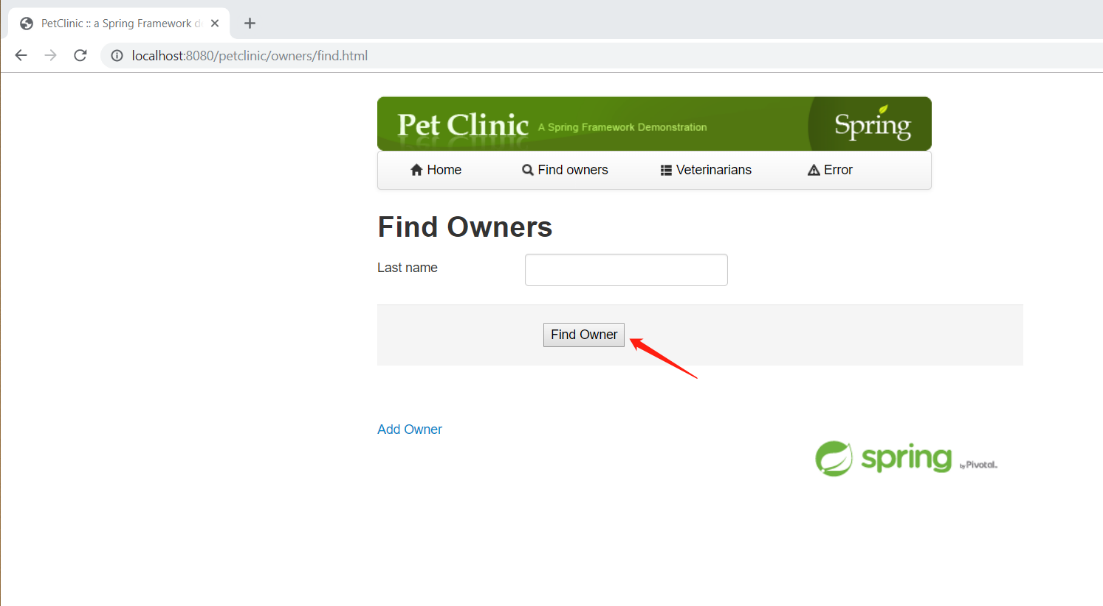 PetClinic :: a Spring Framework d
localhost:8080/petclinic/owners/find.html
Pet Clinic A Spring Framework Demonstration Spring
Home Find owners Veterinarians Error
Find Owners
Last name
Find Owner
Add Owner
spring by Pivotal.